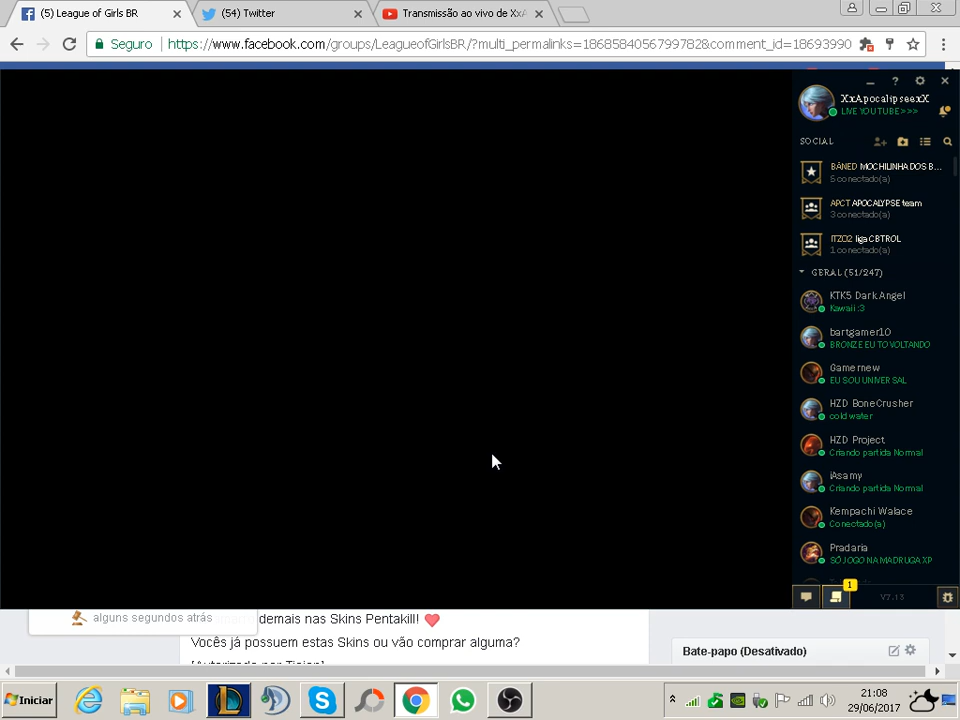 (5) League of Girls BR
(54) Twitter
Transmissão ao vivo de XxA
Seguro
https://www.facebook.com/groups/LeagueofGirlsBR/?multi_permalinks=1868584056799782&comment_id=18693990
XxApocalipseexX
LIVE YOUTUBE>>>
SOCIAL
BÂNED MOCHILINHA DOS B...
5 conectado(a)
APCT APOCALYPSE team
3 conectado(a)
ITZO2 liga CBTROL
1 conectado(a)
GERAL (51/247)
KTK5 Dark Angel
Kawaii :3
bartgamer10
BRONZE EU TO VOLTANDO
Gamernew
EU SOU UNIVERSAL
HZD BoneCrusher
cold water
HZD Project
Criando partida Normal
iAsamy
Criando partida Normal
Kempachi Walace
Conectado(a)
Pradaria
SÓ JOGO NA MADRUGA XP
1
V7.13
alguns segundos atrás
demais nas Skins Pentakill!
Vocês já possuem estas Skins ou vão comprar alguma?
Bate-papo (Desativado)
Iniciar
21:08
29/06/2017